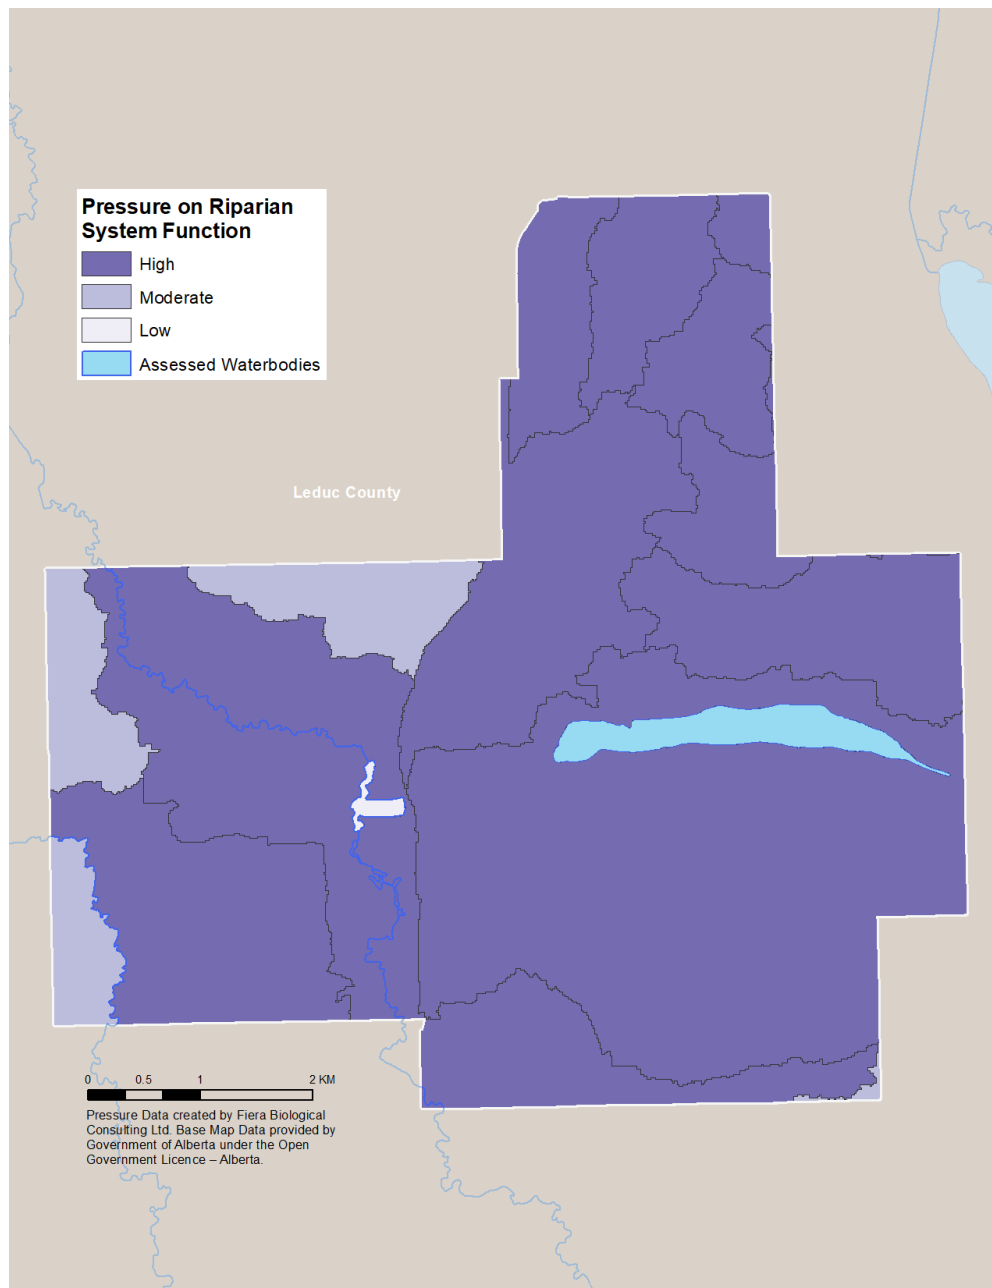 Pressure on Riparian
System Function
High
Moderate
Low
Assessed Waterbodies
Leduc County
0 0.5 1 2 KM
Pressure Data created by Fiera Biological
Consulting Ltd. Base Map Data provided by
Government of Alberta under the Open
Government Licence – Alberta.